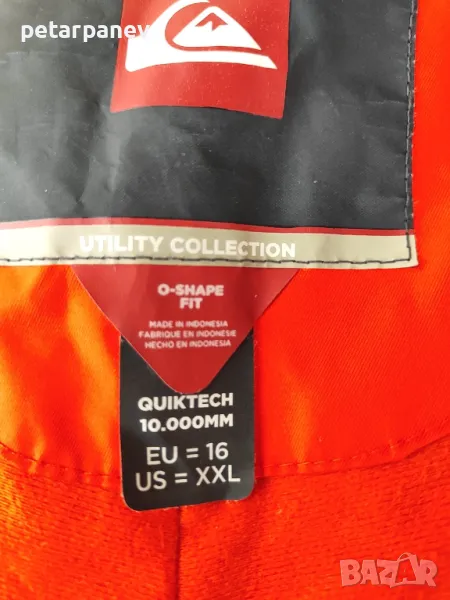 petarpanev
UTILITY COLLECTION
O-SHAPE
FIT
MADE IN INDONESIA
FABRIQUE EN INDONESIE
HECHO EN INDONESIA
QUIKTECH
10.000MM
EU = 16
US = XXL
BAZAR